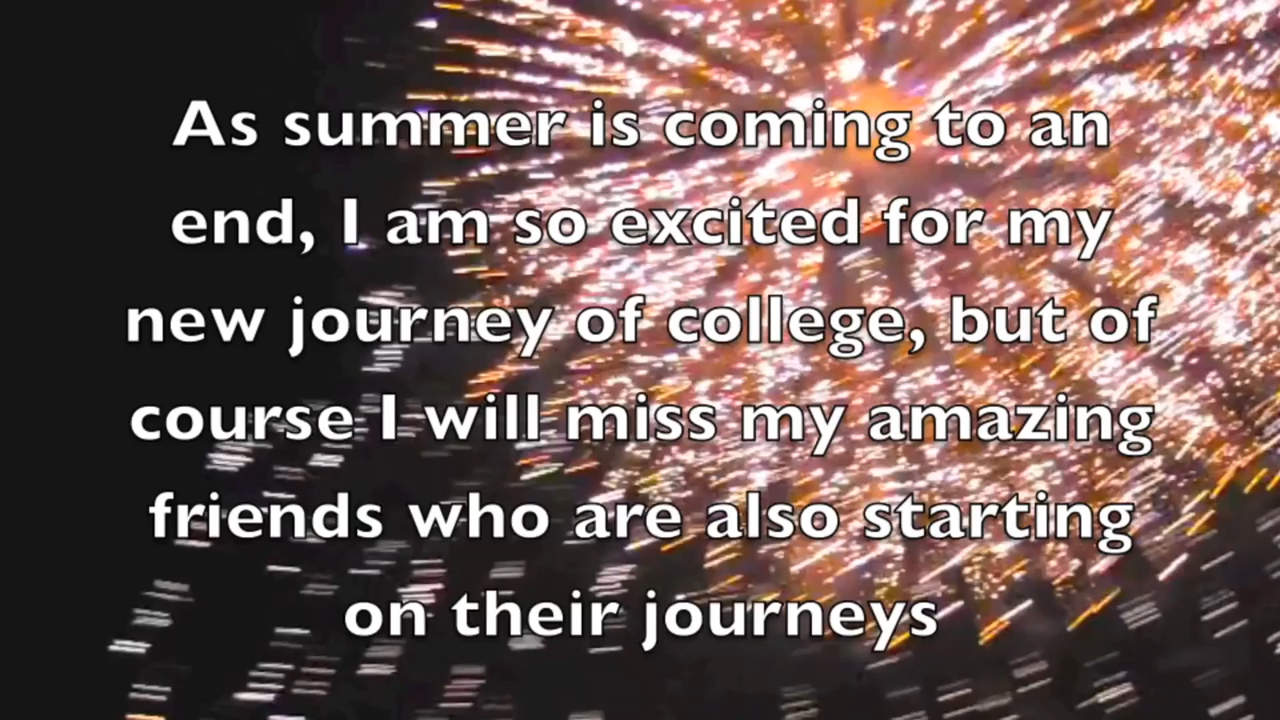 As summer is coming to an
end, I am so excited for my
new journey of college, but of
course I will miss my amazing
friends who are also starting
on their journeys